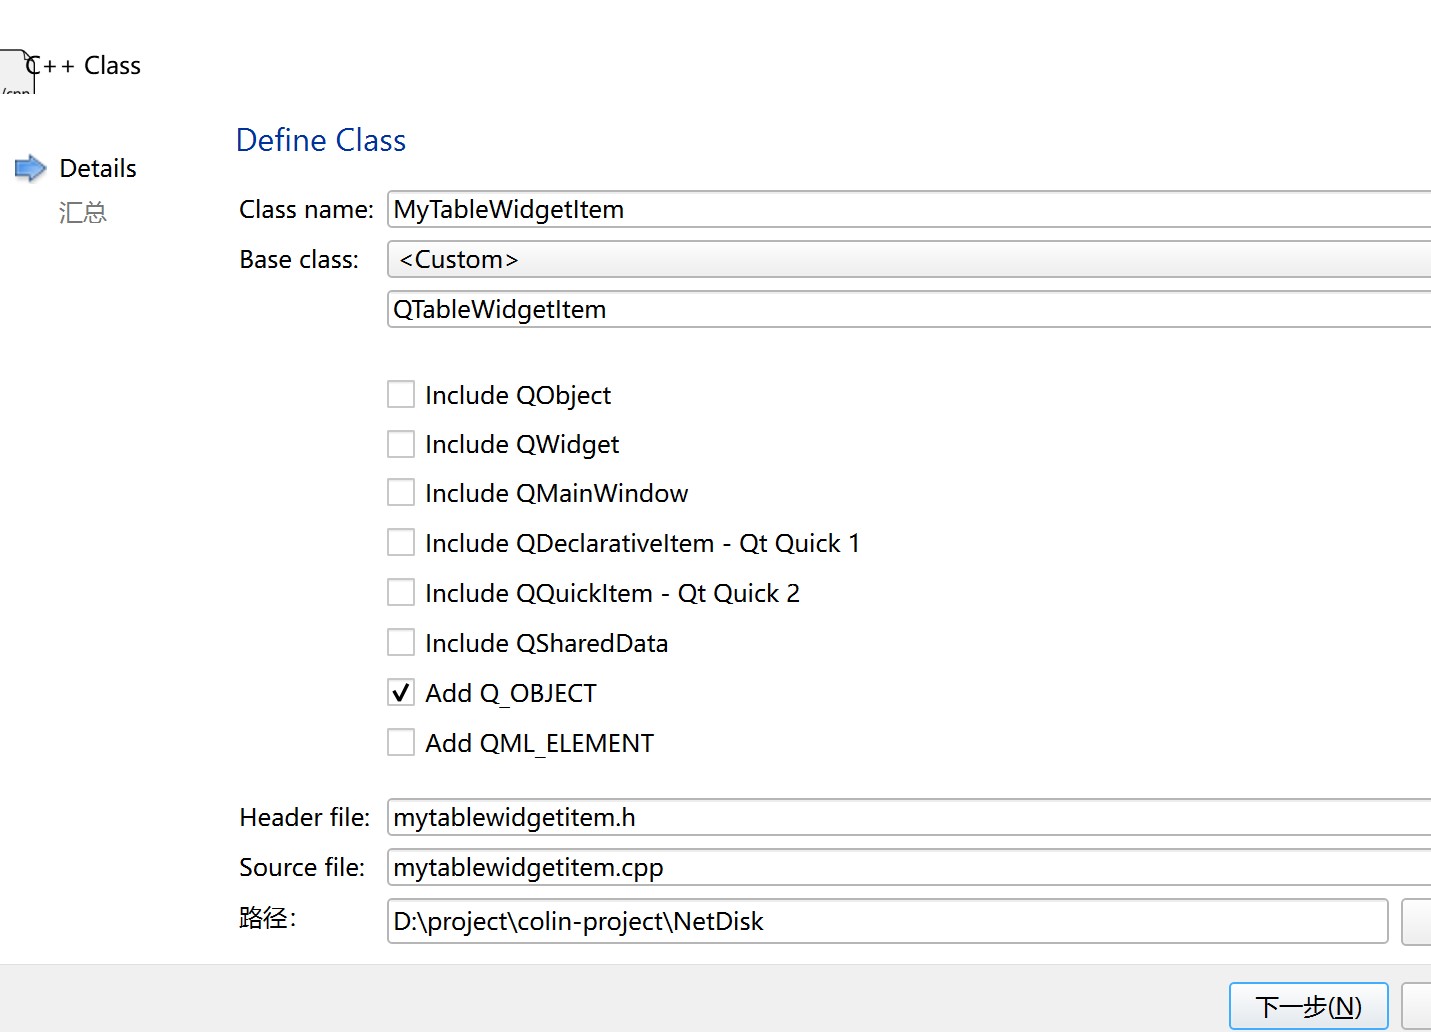 C++ Class
Define Class
Details
汇总
Class name: MyTableWidgetItem
Base class: <Custom>
QTableWidgetItem
Include QObject
Include QWidget
Include QMainWindow
Include QDeclarativeItem - Qt Quick 1
Include QQuickItem - Qt Quick 2
Include QSharedData
Add Q_OBJECT
Add QML_ELEMENT
Header file: mytablewidgetitem.h
Source file: mytablewidgetitem.cpp
路径： D:\project\colin-project\NetDisk
下一步(N)